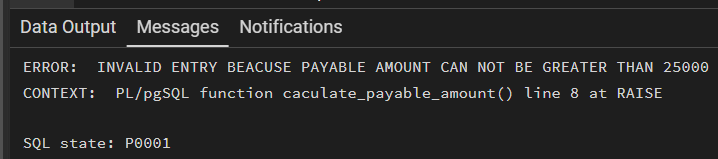 Data Output Messages Notifications
ERROR:  INVALID ENTRY BEACUSE PAYABLE AMOUNT CAN NOT BE GREATER THAN 25000
CONTEXT:  PL/pgSQL function caculate_payable_amount() line 8 at RAISE
SQL state: P0001